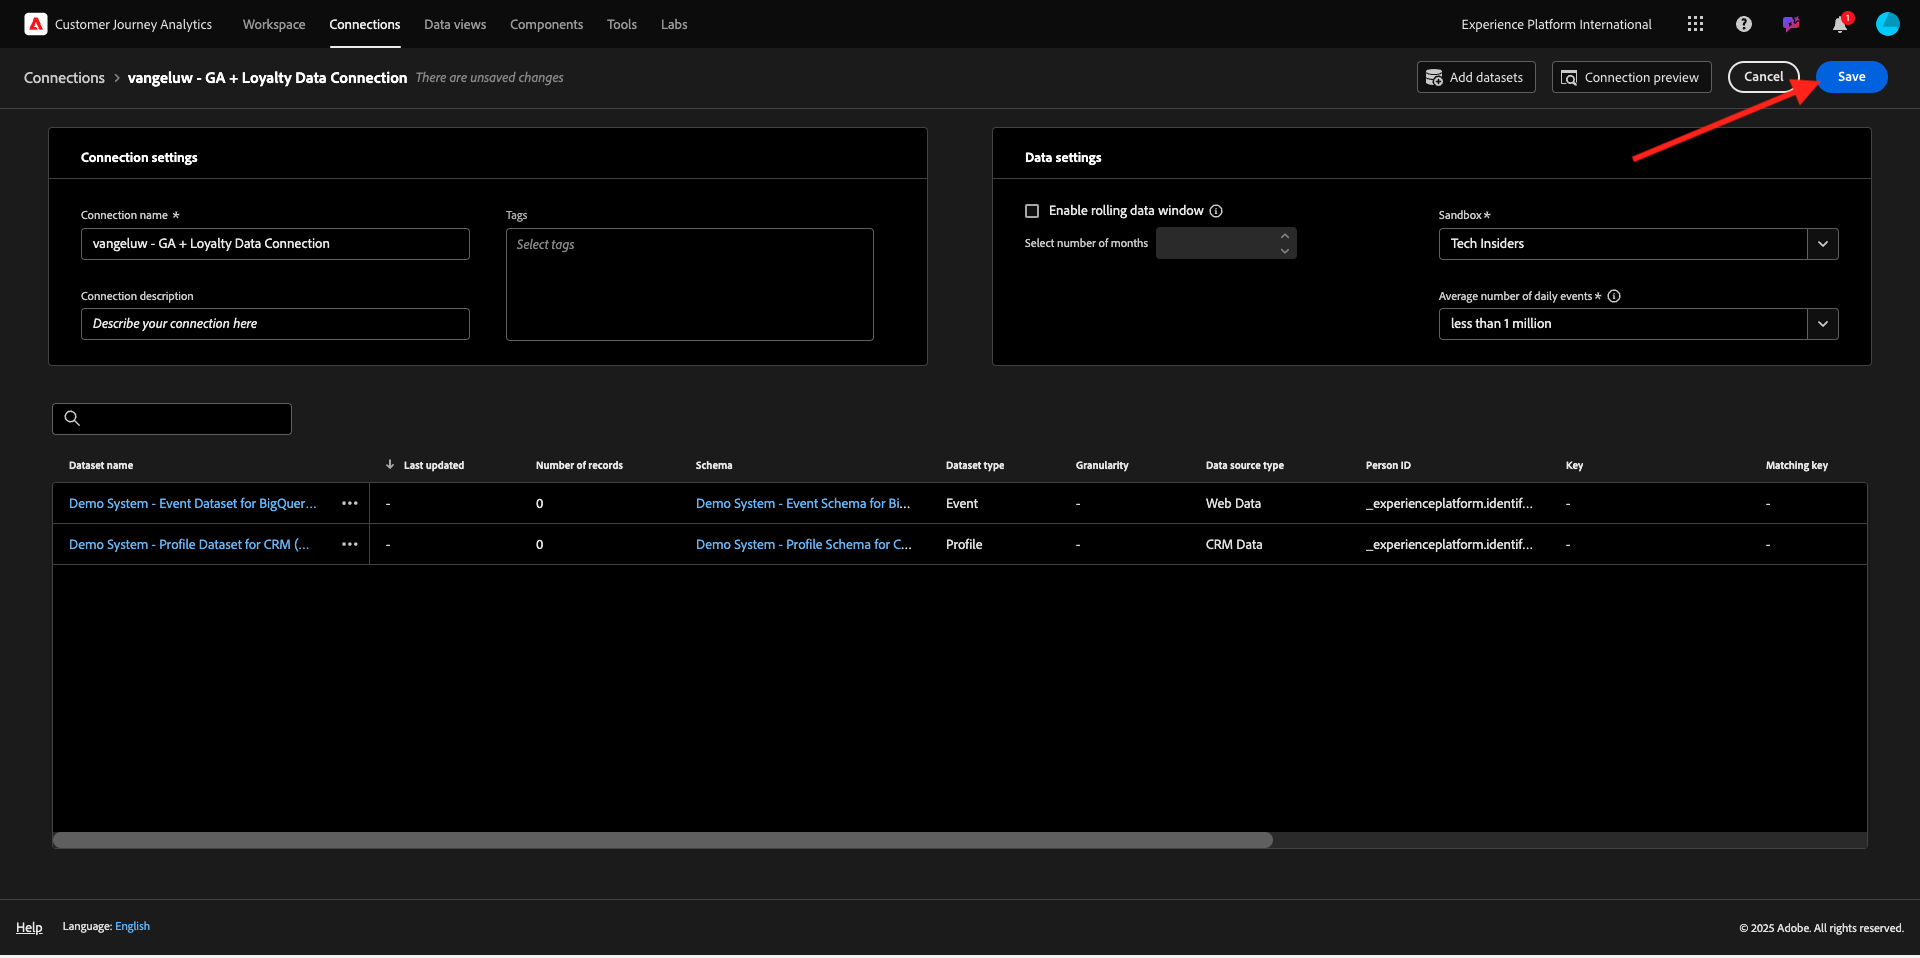 Customer Journey Analytics Workspace Connections Data views Components Tools Labs Experience Platform International 1
Connections > vangeluw - GA + Loyalty Data Connection There are unsaved changes Add datasets Connection preview Cancel Save
Connection settings
Connection name *
vangeluw - GA + Loyalty Data Connection
Connection description
Describe your connection here
Tags
Select tags
Data settings
Enable rolling data window
Select number of months
Sandbox *
Tech Insiders
Average number of daily events *
less than 1 million
Dataset name Last updated Number of records Schema Dataset type Granularity Data source type Person ID Key Matching key
Demo System - Event Dataset for BigQuer... - 0 Demo System - Event Schema for Bi... Event - Web Data _experienceplatform.identif... - -
Demo System - Profile Dataset for CRM (... - 0 Demo System - Profile Schema for C... Profile - CRM Data _experienceplatform.identif... - -
Help Language: English © 2025 Adobe. All rights reserved.